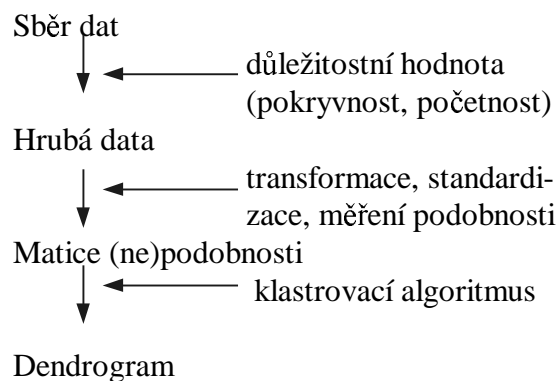 Sběr dat
důležitostní hodnota
(pokryvnost, početnost)
Hrubá data
transformace, standardi-
zace, měření podobnosti
Matice (ne)podobnosti
klastrovací algoritmus
Dendrogram